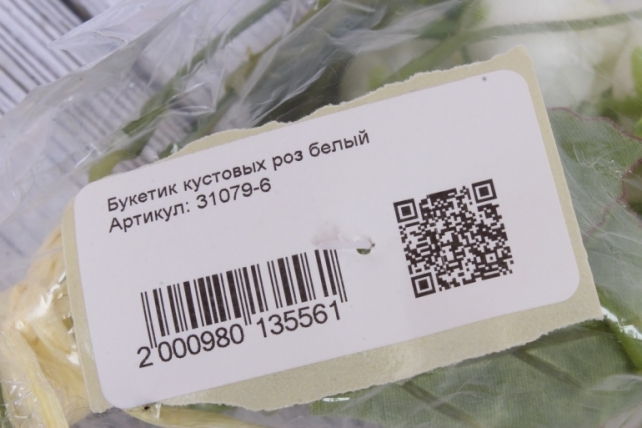 Букетик кустовых роз белый
Артикул: 31079-6
2 000980 135561